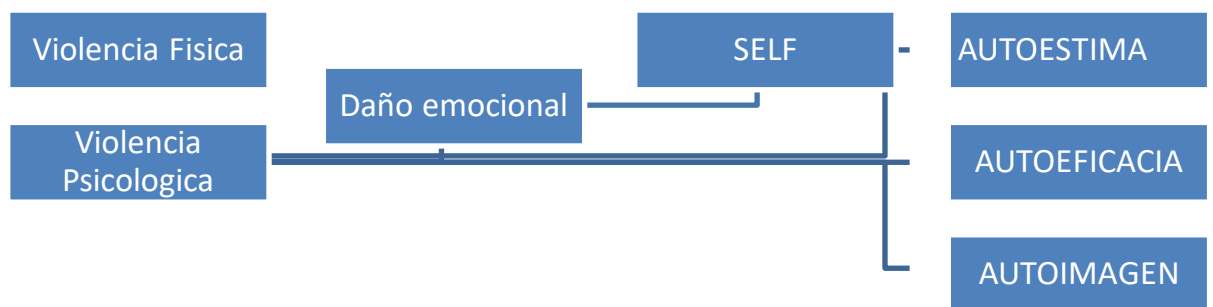 Violencia Fisica
SELF
AUTOESTIMA
Daño emocional
Violencia
Psicologica
AUTOEFICACIA
AUTOIMAGEN